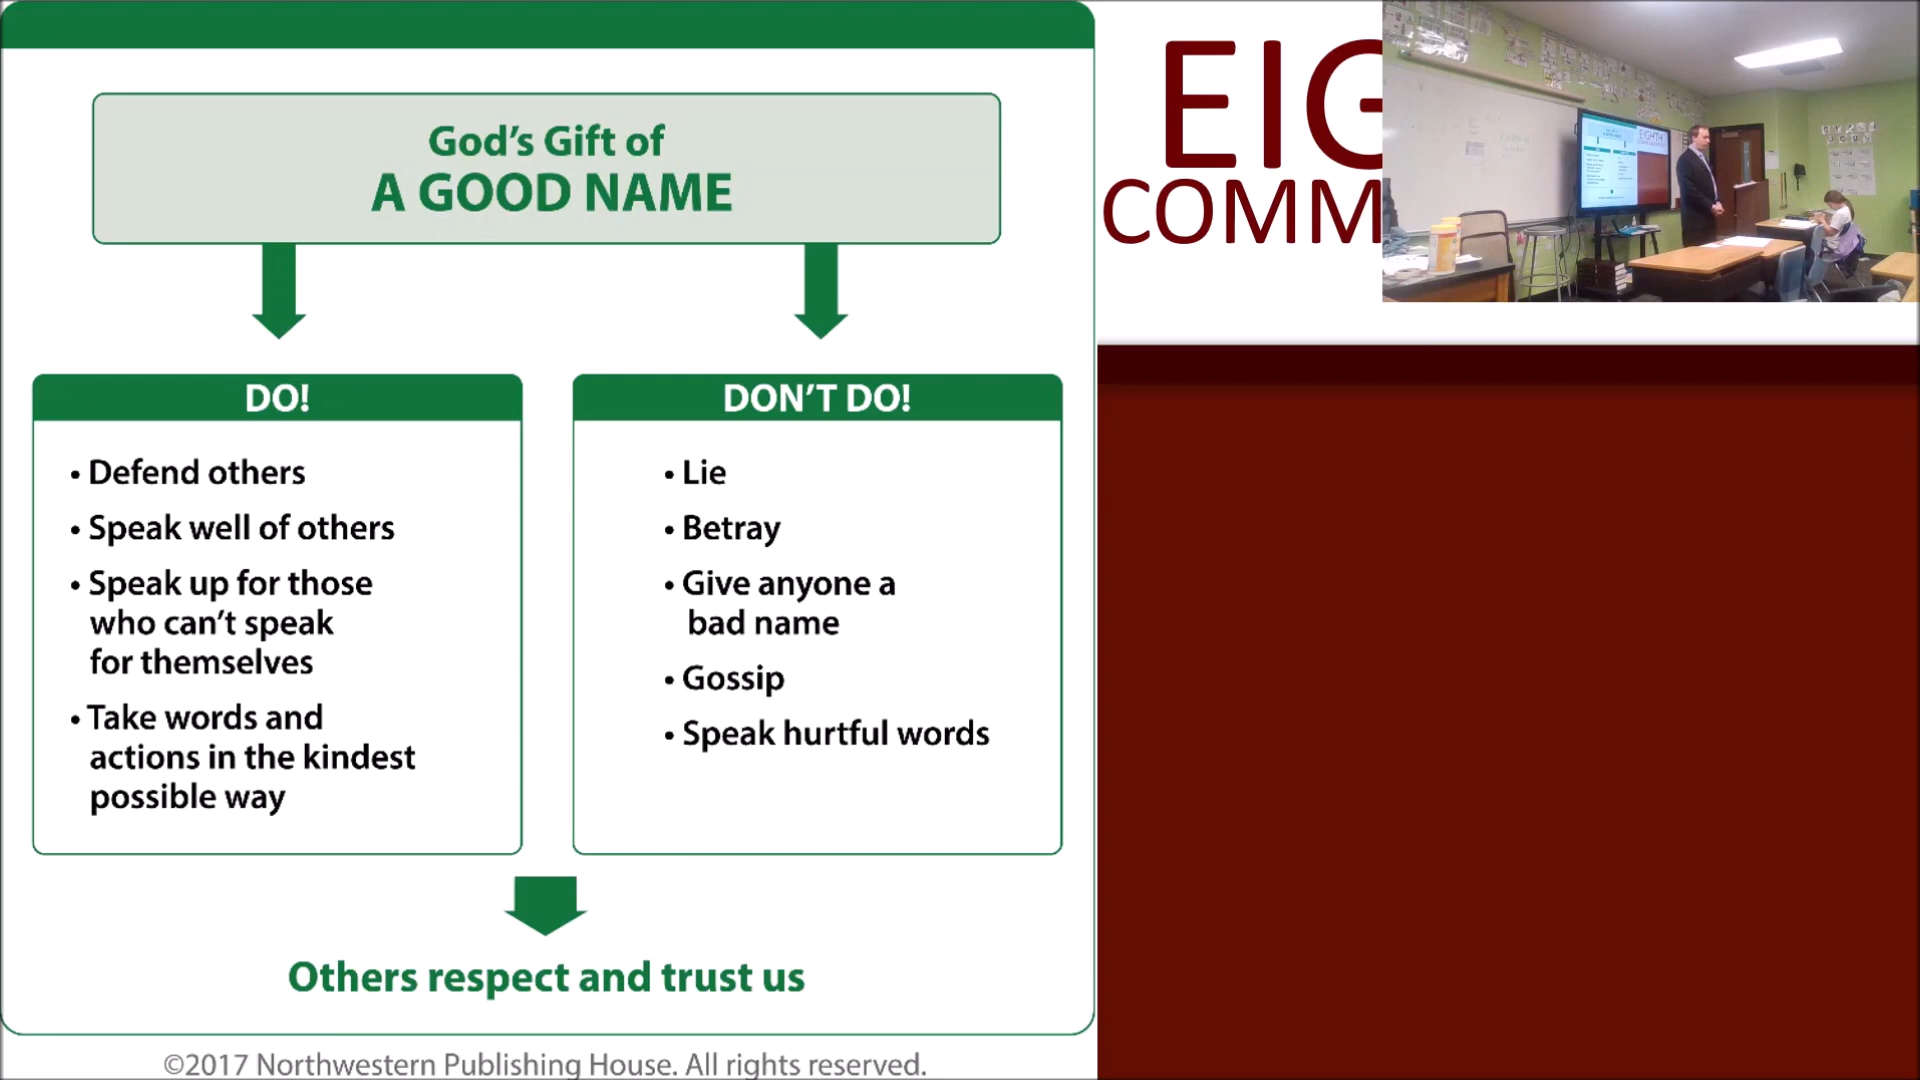 God's Gift of
A GOOD NAME
DO!
• Defend others
• Speak well of others
• Speak up for those
who can't speak
for themselves
• Take words and
actions in the kindest
possible way
DON'T DO!
• Lie
• Betray
• Give anyone a
bad name
• Gossip
• Speak hurtful words
Others respect and trust us
©2017 Northwestern Publishing House. All rights reserved.
EIG
COMM
EIGHTH